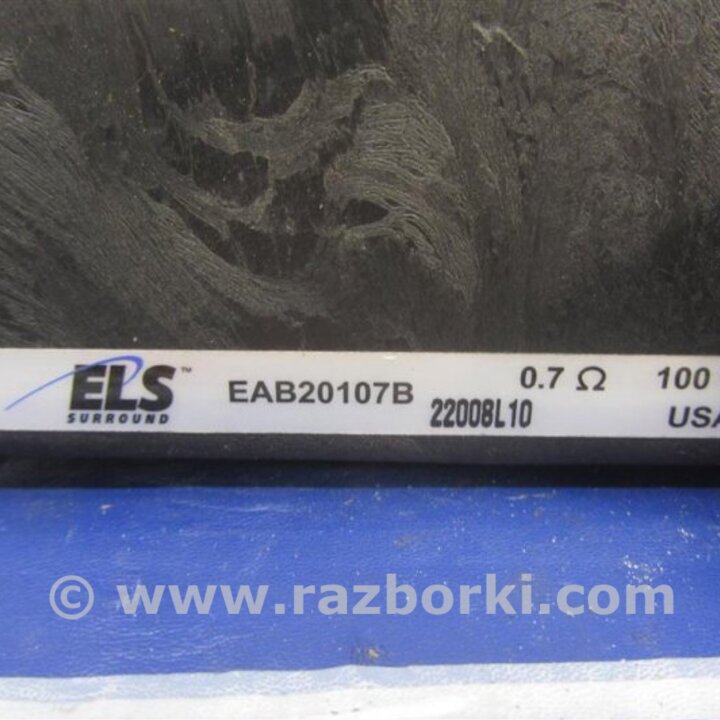 ELS™ EAB20107B 0.7 Ω 100
SURROUND 22008L10 USA
© www.razborki.com